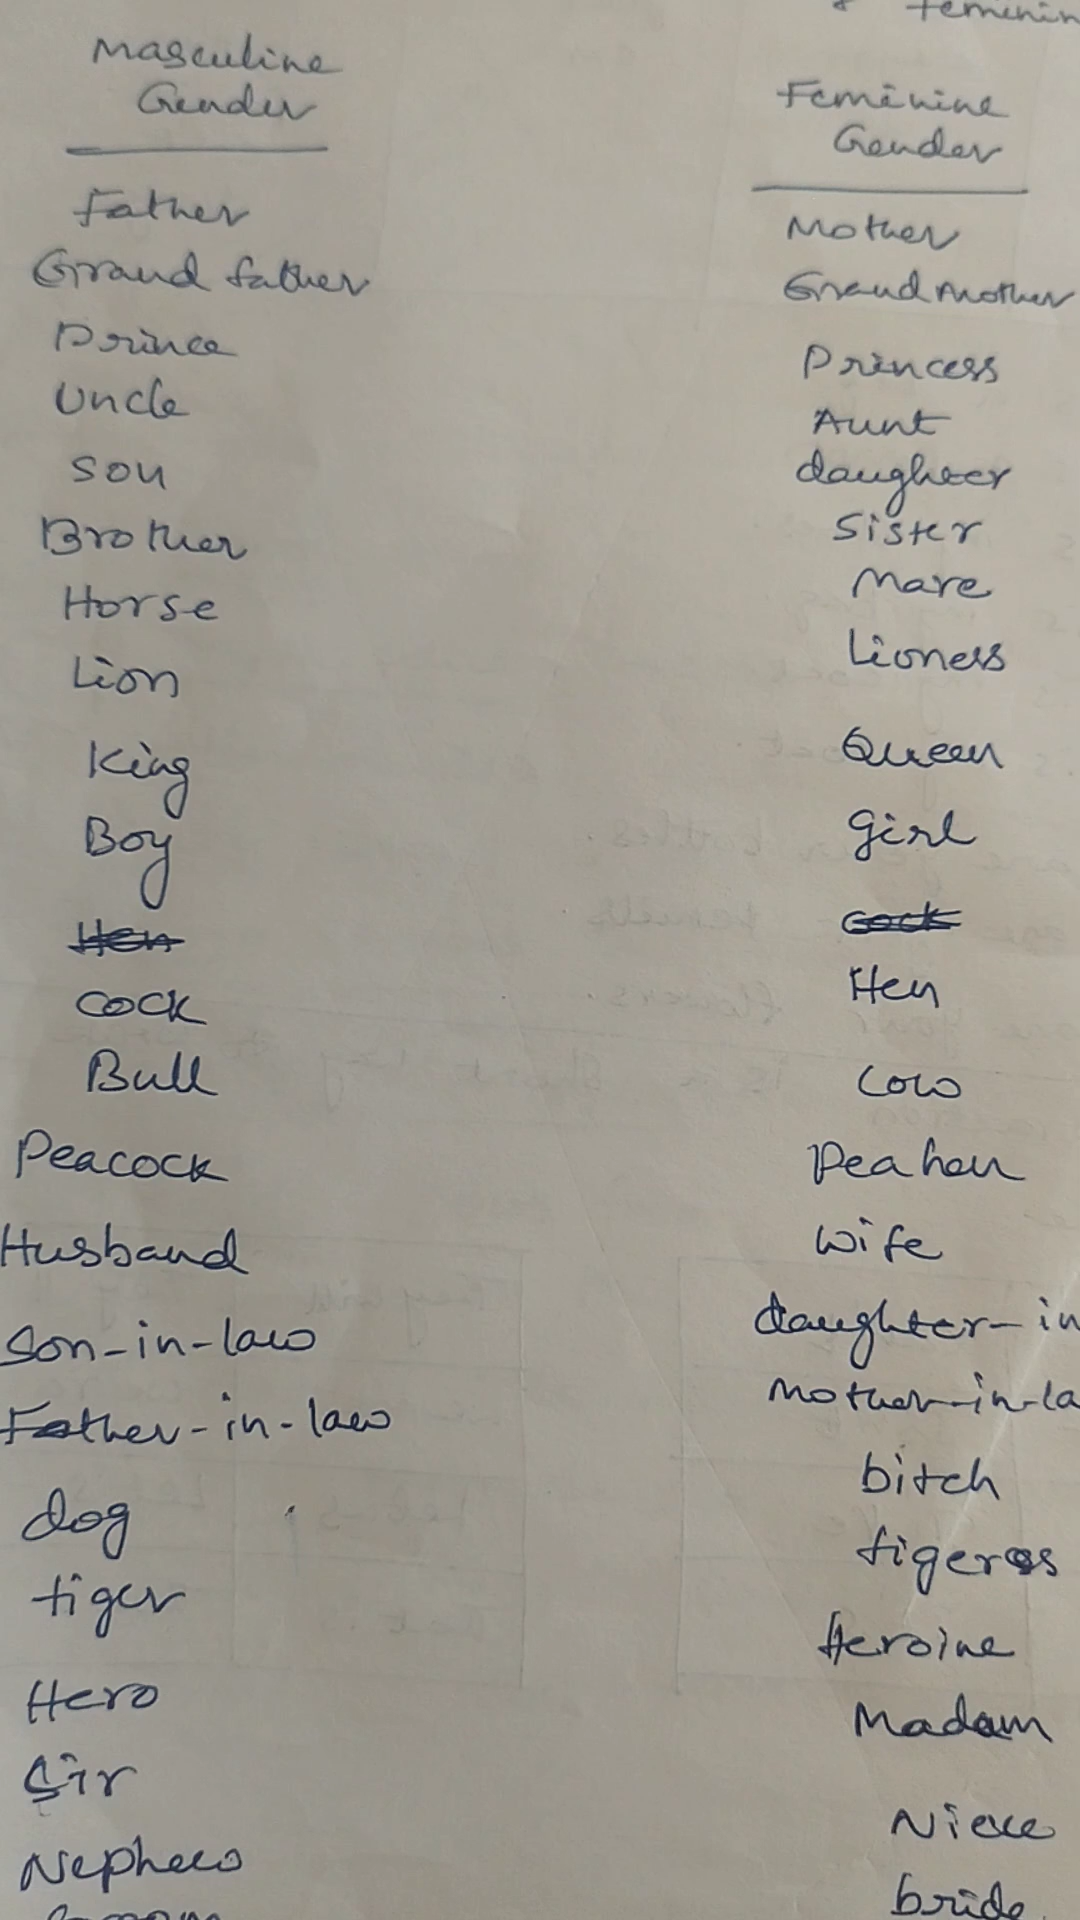 Feminin
Masculine
Gender
Feminine
Gender
Father Mother
Grand father Grand Mother
Prince Princess
Uncle Aunt
Son daughter
Brother Sister
Horse Mare
Lion Lioness
King Queen
Boy Girl
Hen Cock
Cock Hen
Bull Cow
Peacock Pea hen
Husband Wife
Son-in-law daughter-in
Father-in-law Mother-in-la
dog bitch
tiger tigeress
Hero Heroine
Sir Madam
Nephew Niece
bride